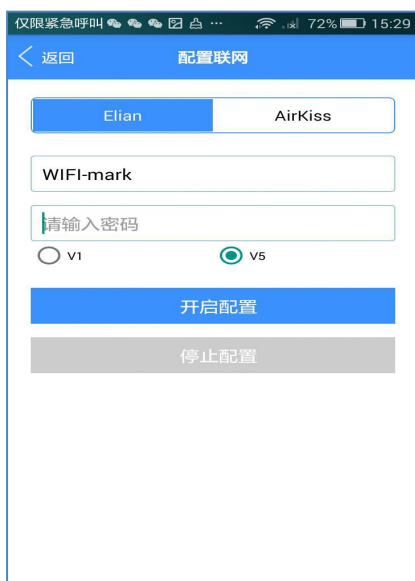 仅限紧急呼叫 ... 72% 15:29
返回 配置联网
Elian AirKiss
WIFI-mark
请输入密码
V1 V5
开启配置
停止配置